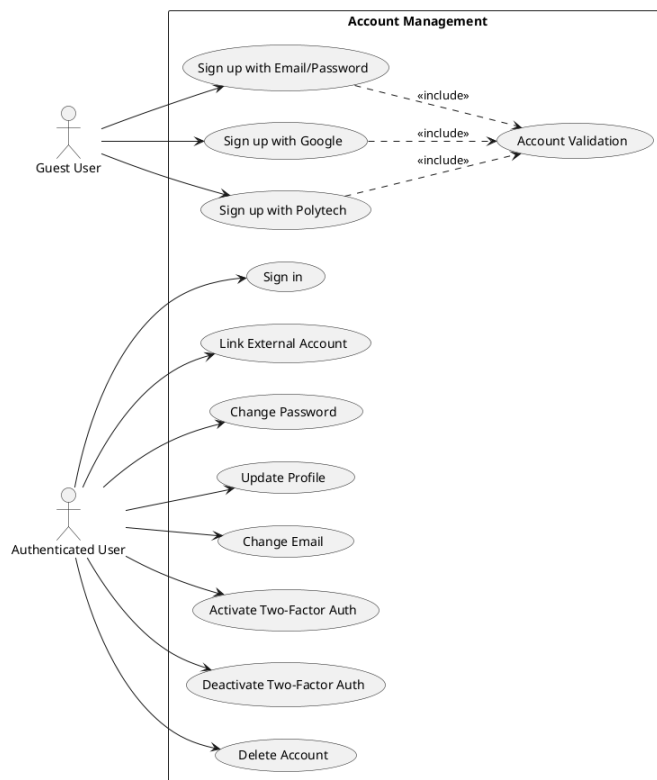 Account Management
Sign up with Email/Password
«include»
Sign up with Google
«include»
Account Validation
Guest User
«include»
Sign up with Polytech
Sign in
Link External Account
Change Password
Update Profile
Change Email
Authenticated User
Activate Two-Factor Auth
Deactivate Two-Factor Auth
Delete Account